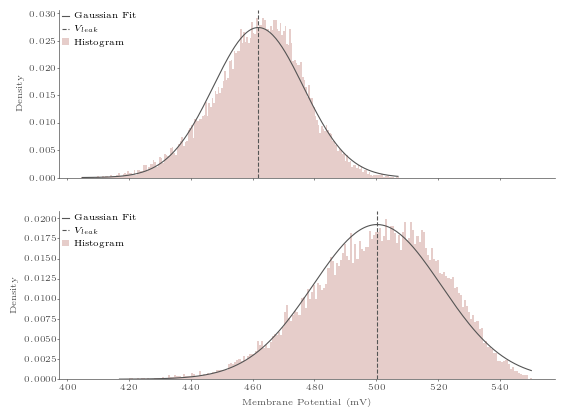 0.030
0.025
0.020
0.015
0.010
0.005
0.000
Density
Gaussian Fit
V_leak
Histogram
0.0200
0.0175
0.0150
0.0125
0.0100
0.0075
0.0050
0.0025
0.0000
Density
Gaussian Fit
V_leak
Histogram
400 420 440 460 480 500 520 540
Membrane Potential (mV)